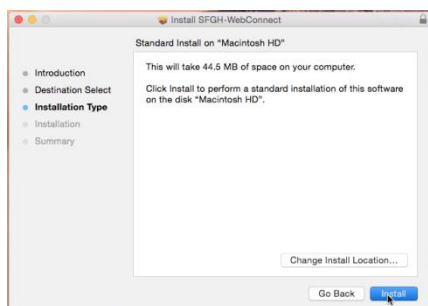 Install SFGH-WebConnect
Standard Install on "Macintosh HD"
Introduction
Destination Select
Installation Type
Installation
Summary
This will take 44.5 MB of space on your computer.
Click Install to perform a standard installation of this software
on the disk "Macintosh HD".
Change Install Location...
Go Back
Install